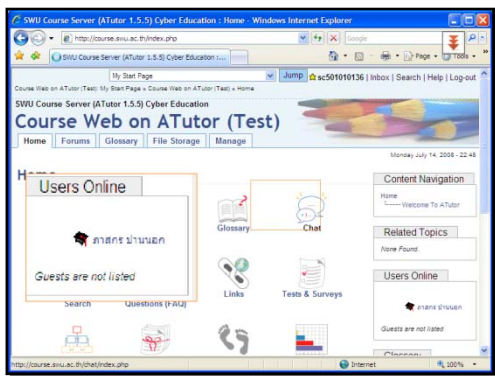 SWU Course Server (ATutor 1.5.5) Cyber Education : Home - Windows Internet Explorer
http://course.swu.ac.th/index.php
Google
SWU Course Server (ATutor 1.5.5) Cyber Education : ...
Page
Tools
My Start Page
Jump
sc501010136 | Inbox | Search | Help | Log-out
Course Web on ATutor (Test): My Start Page » Course Web on ATutor (Test) » Home
SWU Course Server (ATutor 1.5.5) Cyber Education
Course Web on ATutor (Test)
Home
Forums
Glossary
File Storage
Manage
Monday July 14, 2008 - 22:48
Home
Users Online
ภาสกร ปานนอก
Guests are not listed
Glossary
Chat
Links
Tests & Surveys
Search
Questions (FAQ)
Content Navigation
Home
Welcome To ATutor
Related Topics
None Found.
Users Online
ภาสกร ปานนอก
Guests are not listed
Glossary
http://course.swu.ac.th/chat/index.php
Internet
100%